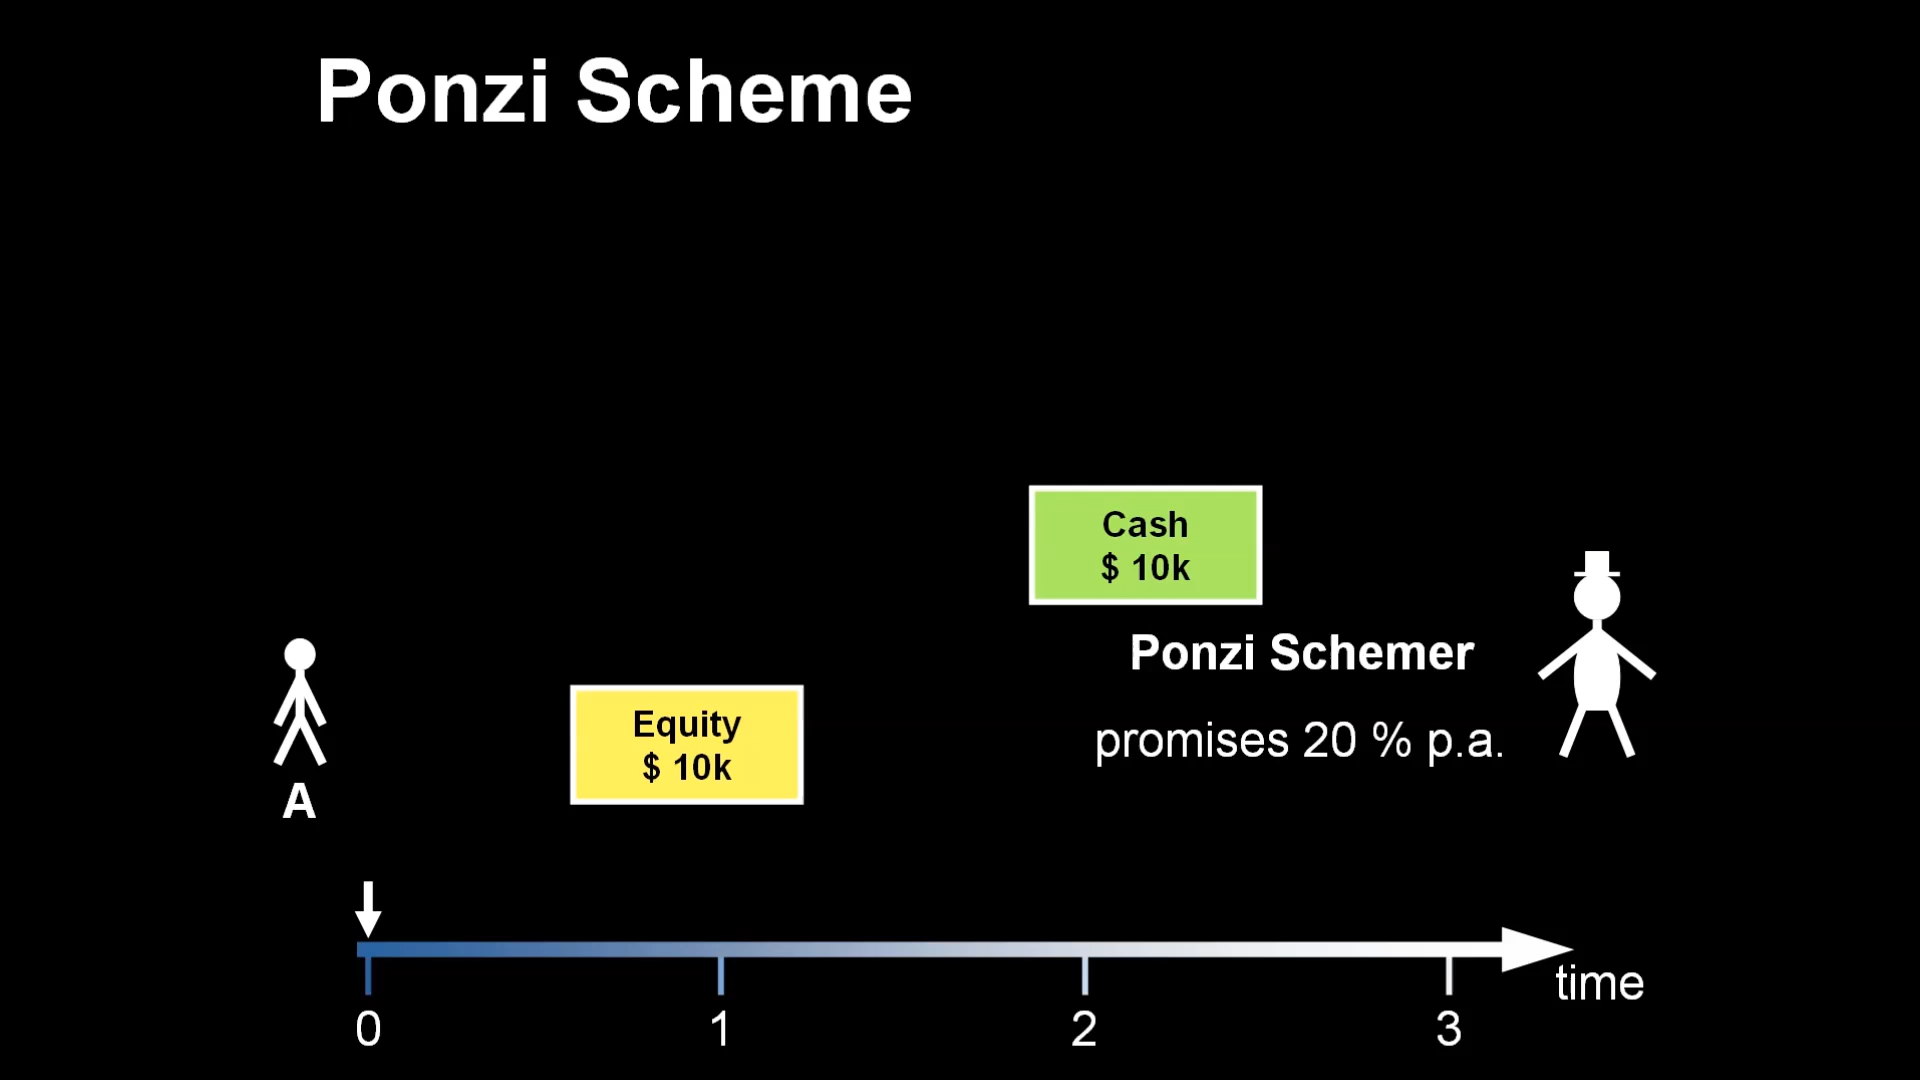 Ponzi Scheme
Cash
$ 10k
Ponzi Schemer
promises 20 % p.a.
Equity
$ 10k
A
time
0 1 2 3